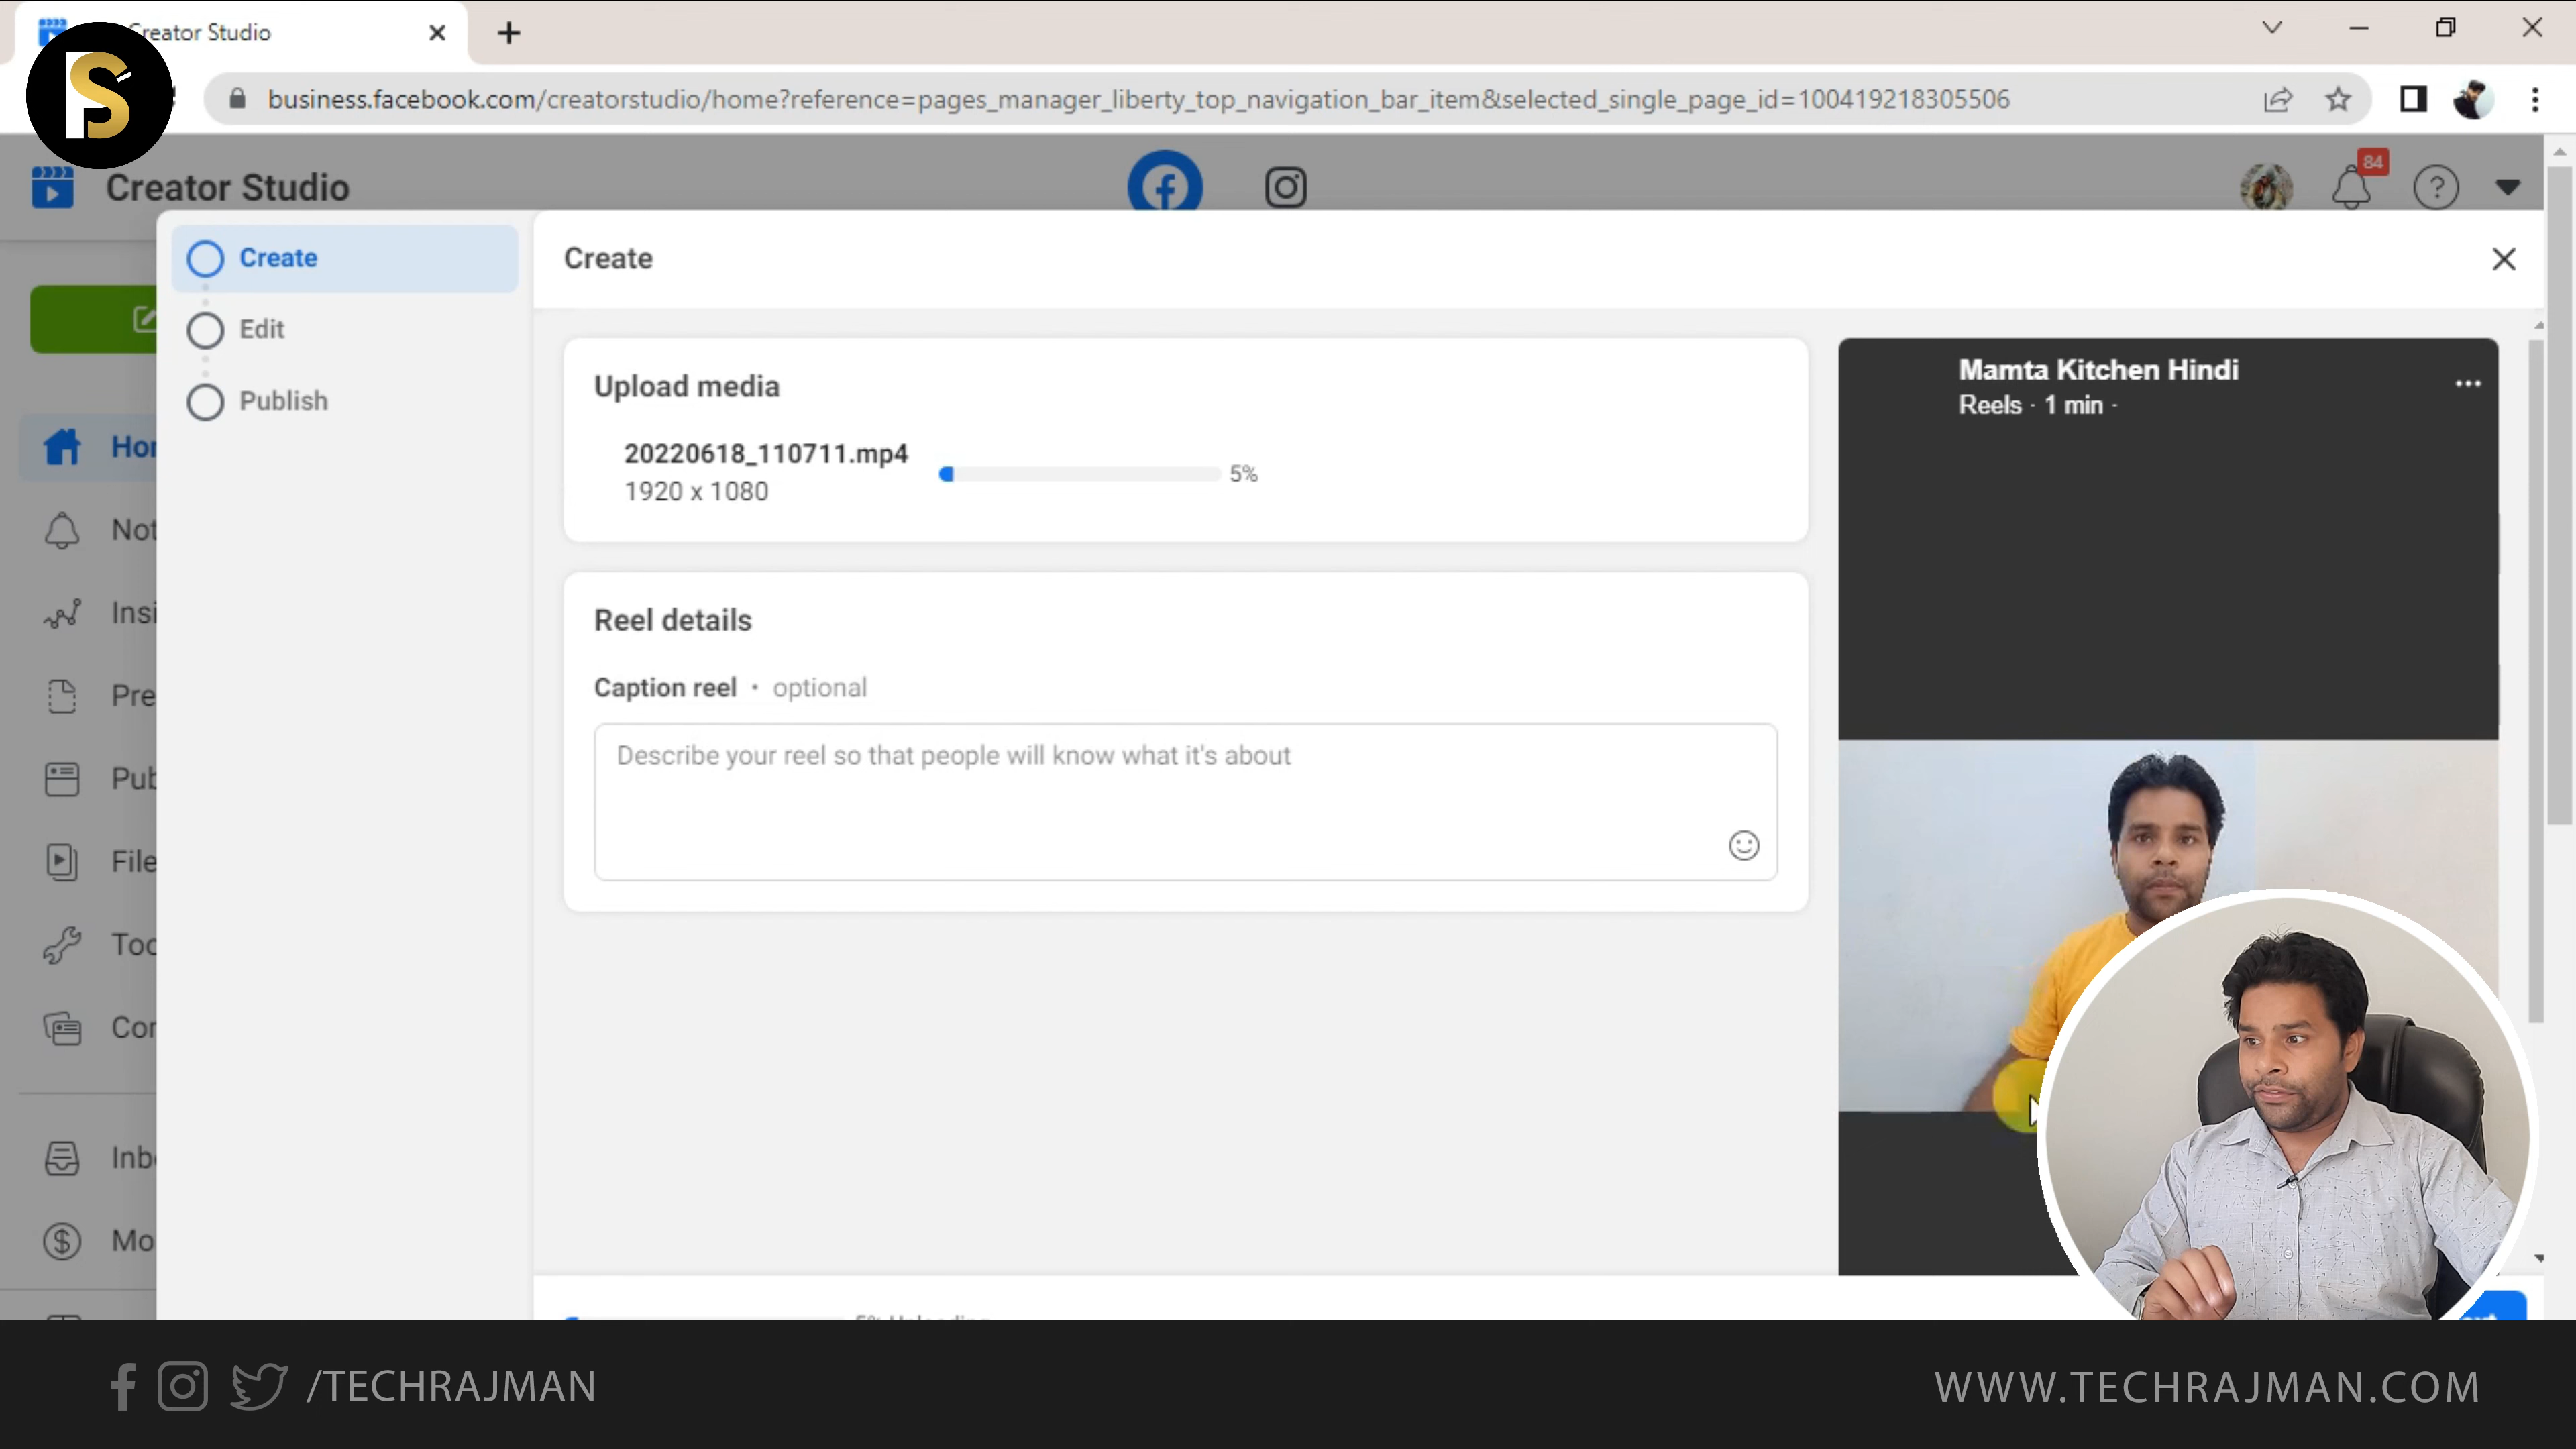 Creator Studio
business.facebook.com/creatorstudio/home?reference=pages_manager_liberty_top_navigation_bar_item&selected_single_page_id=100419218305506
Creator Studio
84
Create
Edit
Publish
Create
Upload media
20220618_110711.mp4
1920 x 1080
5%
Reel details
Caption reel · optional
Describe your reel so that people will know what it's about
Mamta Kitchen Hindi
Reels · 1 min ·
Hor
Not
Insi
Pre
Pub
File
Too
Cor
Inb
Mo
5% Uploading
/TECHRAJMAN
WWW.TECHRAJMAN.COM